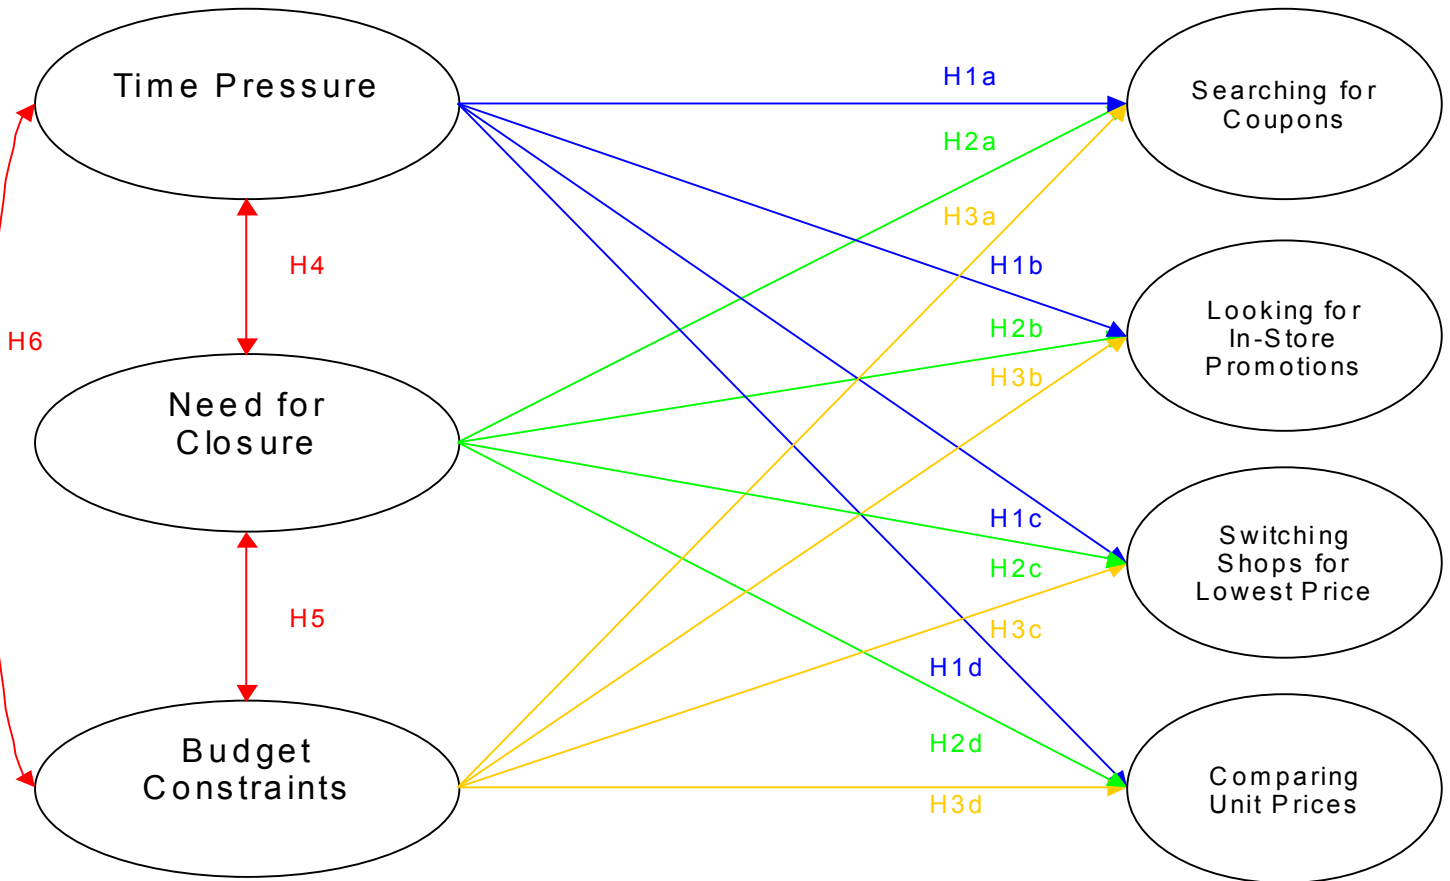 Time Pressure
H1a
Searching for
Coupons
H2a
H3a
H4
H1b
Looking for
In-Store
Promotions
H2b
H6
H3b
Need for
Closure
H1c
Switching
Shops for
Lowest Price
H2c
H5
H3c
H1d
Budget
Constraints
H2d
Comparing
Unit Prices
H3d